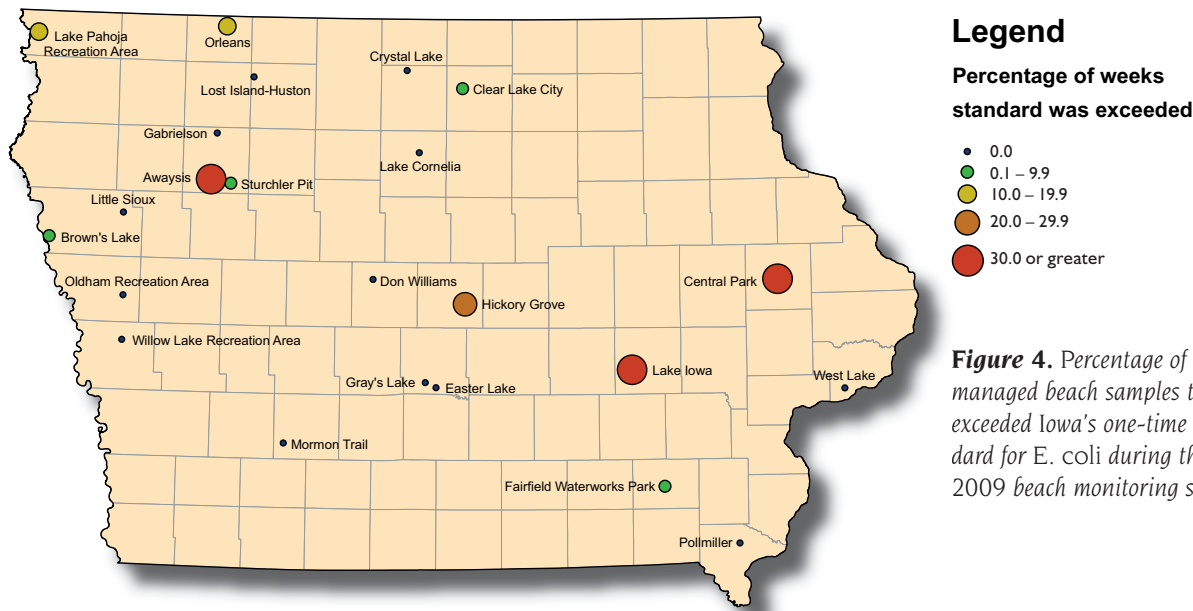 Lake Pahoja
Recreation Area
Orleans
Crystal Lake
Lost Island-Huston
Clear Lake City
Gabrielson
Lake Cornelia
Awaysis
Sturchler Pit
Little Sioux
Brown's Lake
Oldham Recreation Area
Don Williams
Central Park
Hickory Grove
Willow Lake Recreation Area
Gray's Lake
Easter Lake
Lake Iowa
West Lake
Mormon Trail
Fairfield Waterworks Park
Pollmiller
Legend
Percentage of weeks
standard was exceeded
0.0
0.1 – 9.9
10.0 – 19.9
20.0 – 29.9
30.0 or greater
Figure 4. Percentage of
managed beach samples
exceeded Iowa's one-time
dard for E. coli during
2009 beach monitoring